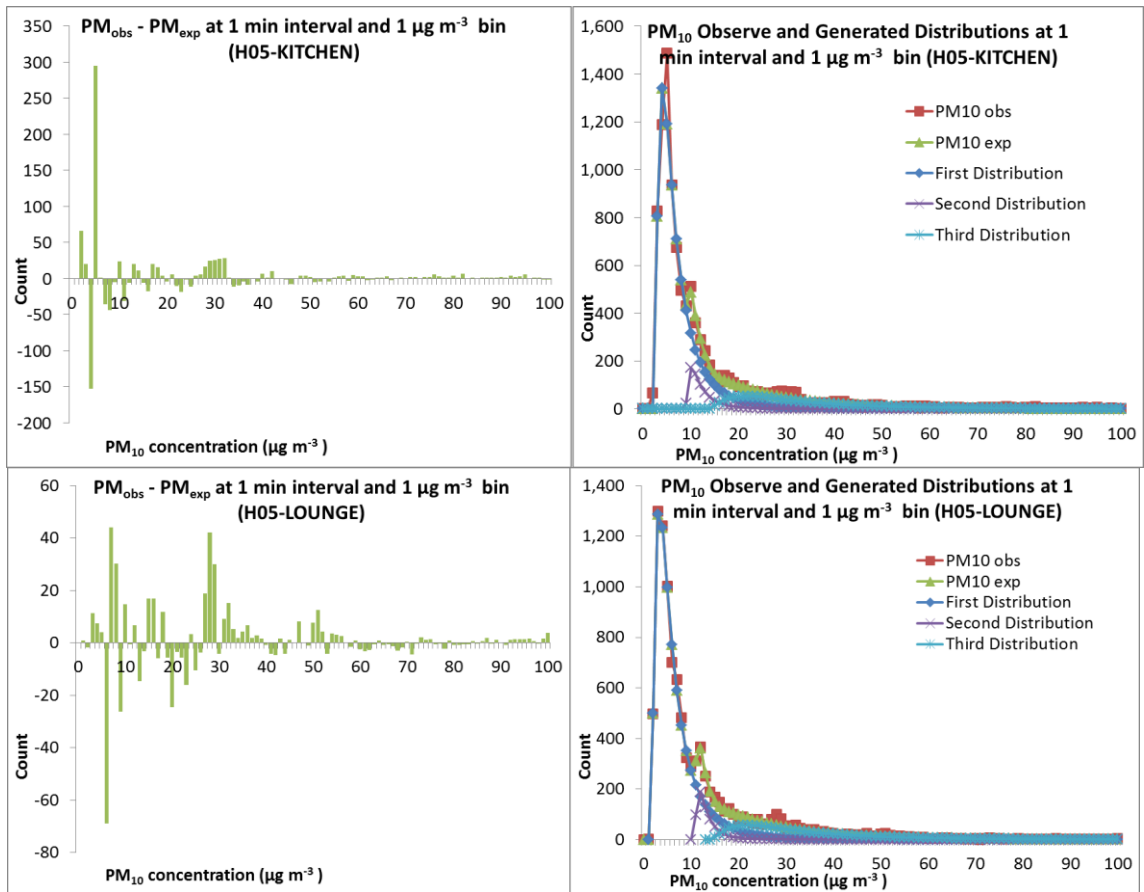 PMobs - PMexp at 1 min interval and 1 µg m-3 bin
(H05-KITCHEN)
350
300
250
200
150
100
50
0
-50
-100
-150
-200
Count
0 10 20 30 40 50 60 70 80 90 100
PM10 concentration (µg m-3 )
PM10 Observe and Generated Distributions at 1
min interval and 1 µg m-3 bin (H05-KITCHEN)
1,600
1,400
1,200
1,000
800
600
400
200
0
Count
PM10 obs
PM10 exp
First Distribution
Second Distribution
Third Distribution
0 10 20 30 40 50 60 70 80 90 100
PM10 concentration (µg m-3 )
PMobs - PMexp at 1 min interval and 1 µg m-3 bin
(H05-LOUNGE)
60
40
20
0
-20
-40
-60
-80
Count
0 10 20 30 40 50 60 70 80 90 100
PM10 concentration (µg m-3 )
PM10 Observe and Generated Distributions at 1
min interval and 1 µg m-3 bin (H05-LOUNGE)
1,400
1,200
1,000
800
600
400
200
0
Count
PM10 obs
PM10 exp
First Distribution
Second Distribution
Third Distribution
0 10 20 30 40 50 60 70 80 90 100
PM10 concentration (µg m-3 )